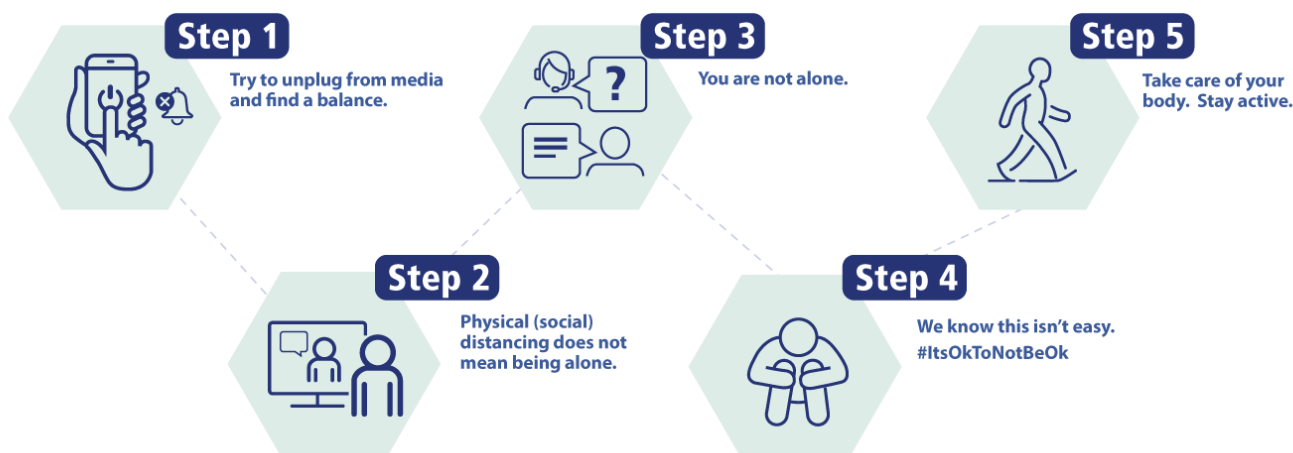 Step 1
Try to unplug from media
and find a balance.
Step 2
Physical (social)
distancing does not
mean being alone.
Step 3
?
You are not alone.
Step 4
We know this isn’t easy.
#ItsOkToNotBeOk
Step 5
Take care of your
body.  Stay active.